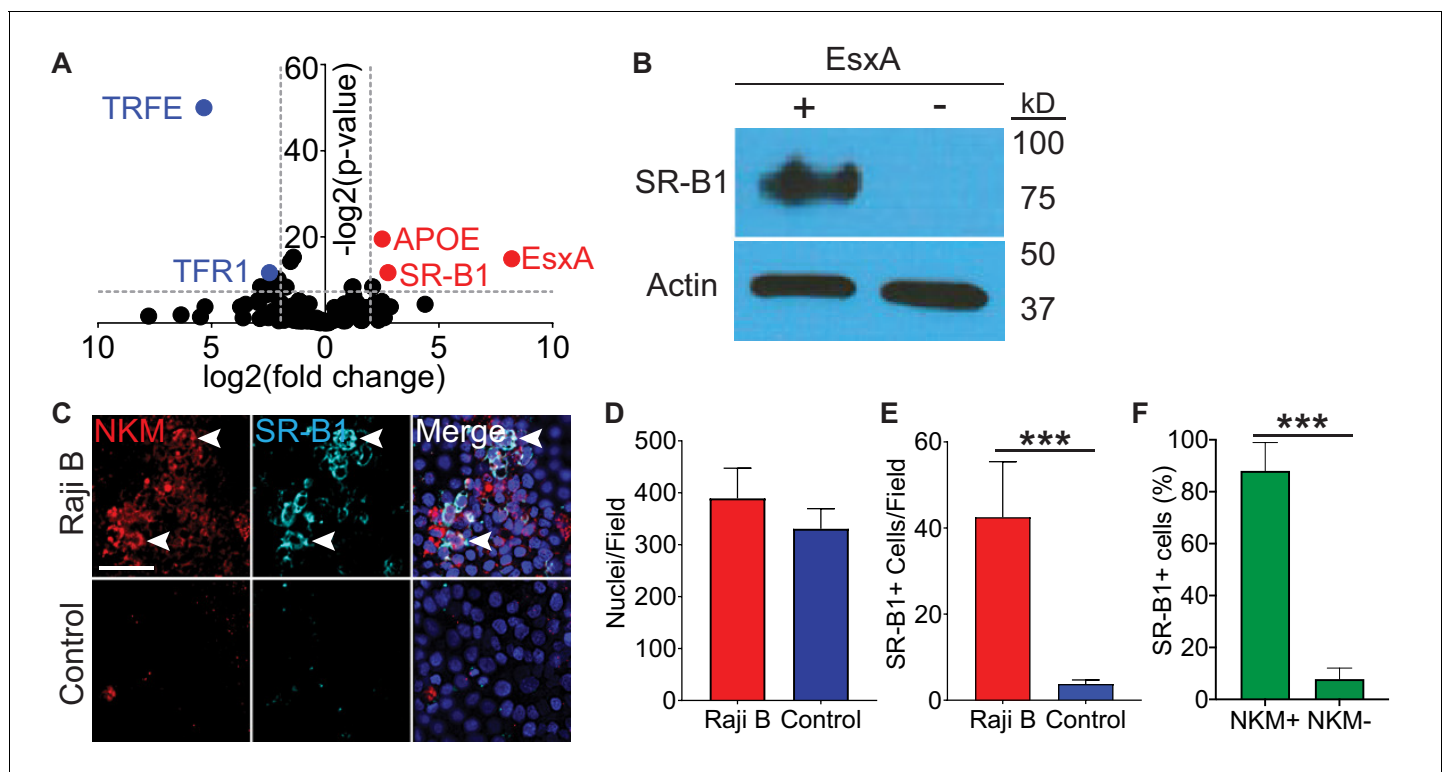 A
60
40
20
-log2(p-value)
TRFE
TFR1
APOE
SR-B1
EsxA
10 5 0 5 10
log2(fold change)
B
EsxA
+ -
kD
SR-B1
100
75
Actin
50
37
C
NKM SR-B1 Merge
Raji B
Control
D
Nuclei/Field
500
400
300
200
100
0
Raji B Control
E
SR-B1+ Cells/Field
60
40
20
0
***
Raji B Control
F
SR-B1+ cells (%)
100
80
60
40
20
0
***
NKM+ NKM-